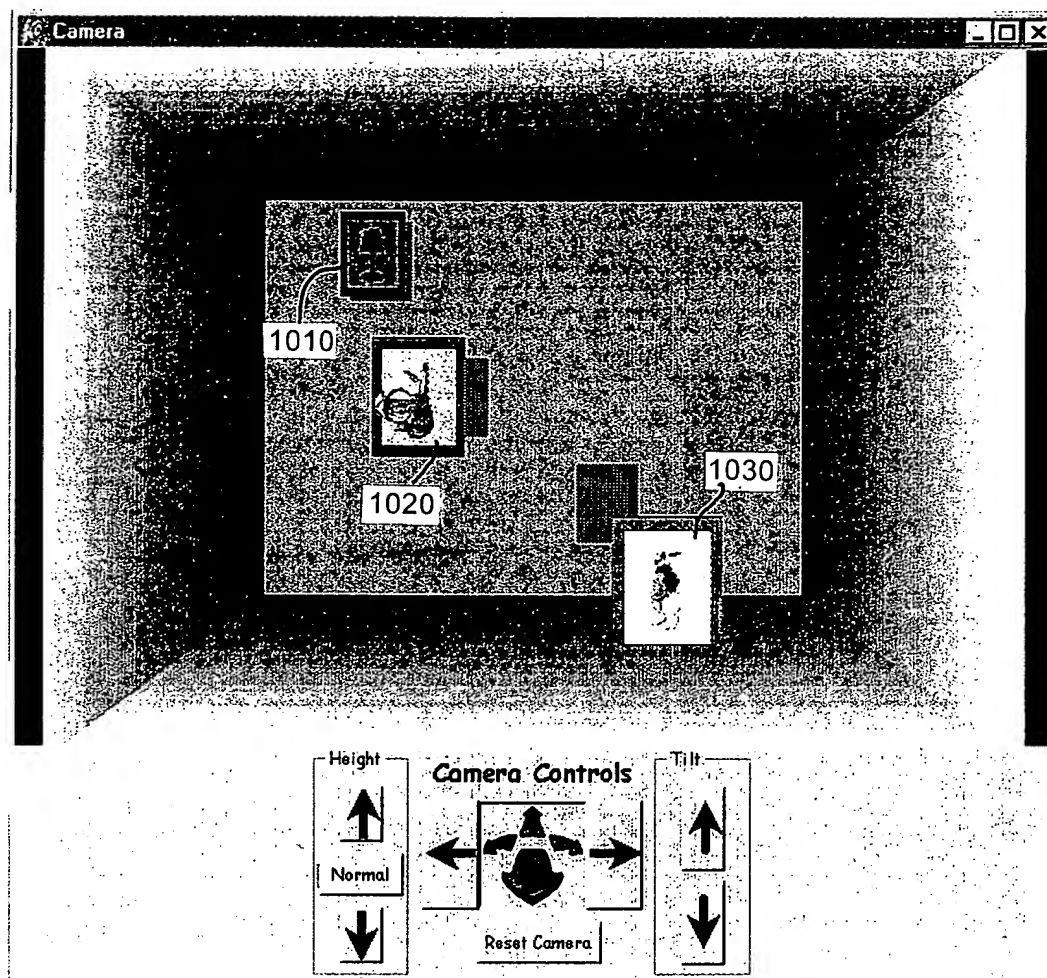 Camera
1010
1020
1030
Height
Camera Controls
Tilt
Normal
Reset Camera